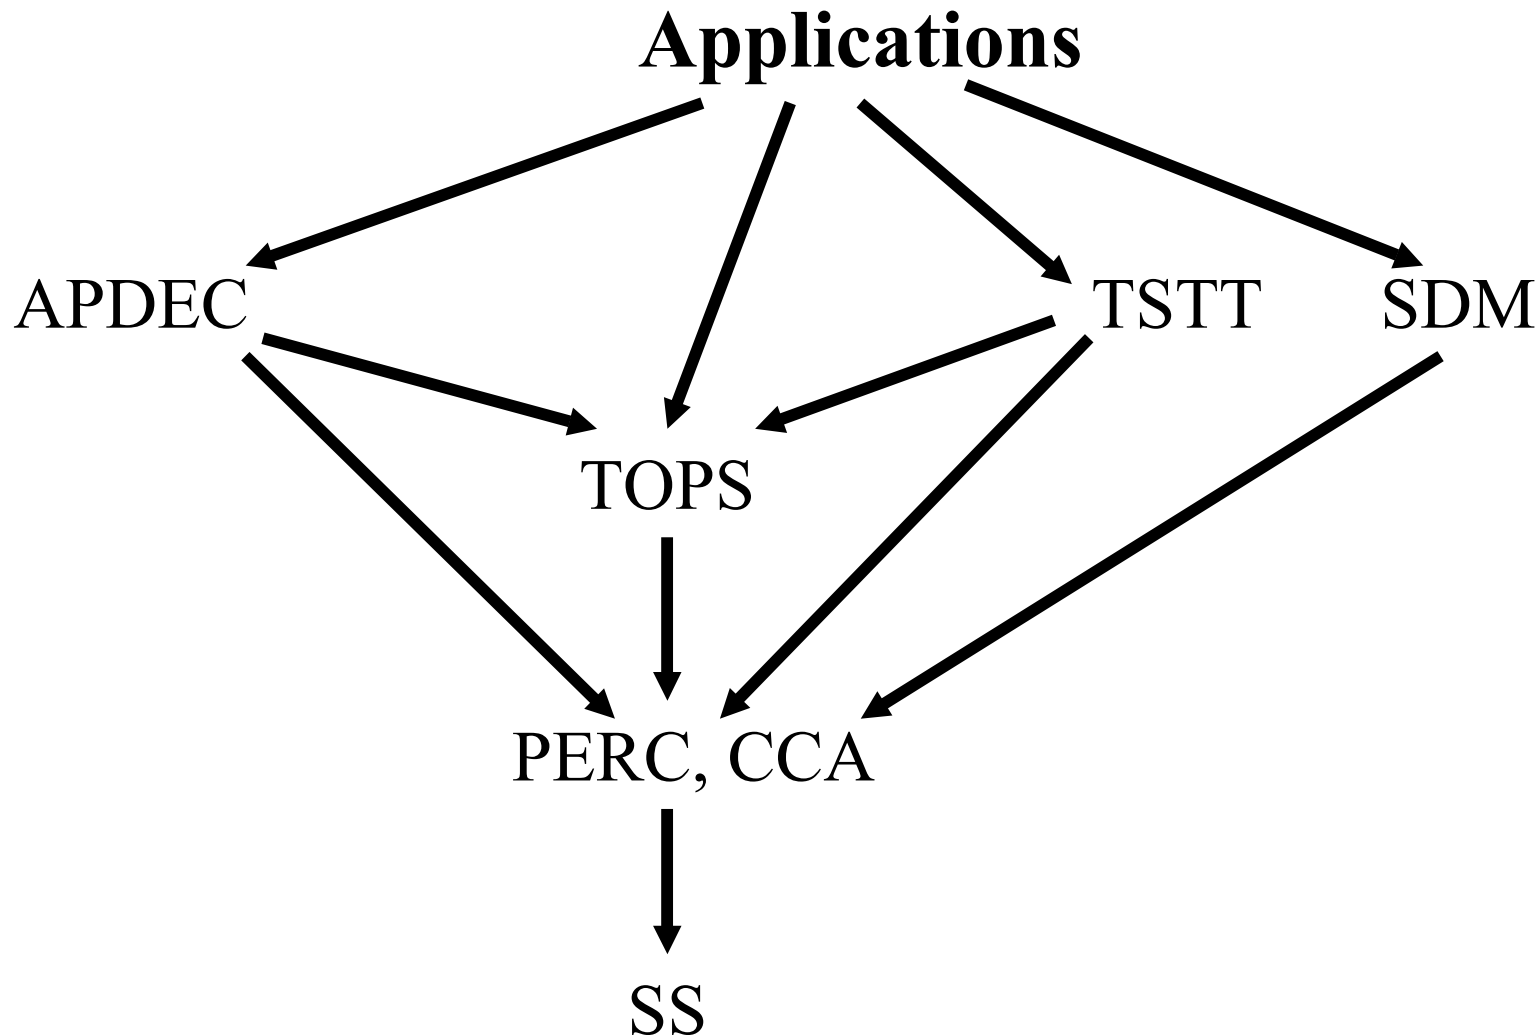 Applications
APDEC
TSTT
SDM
TOPS
PERC, CCA
SS